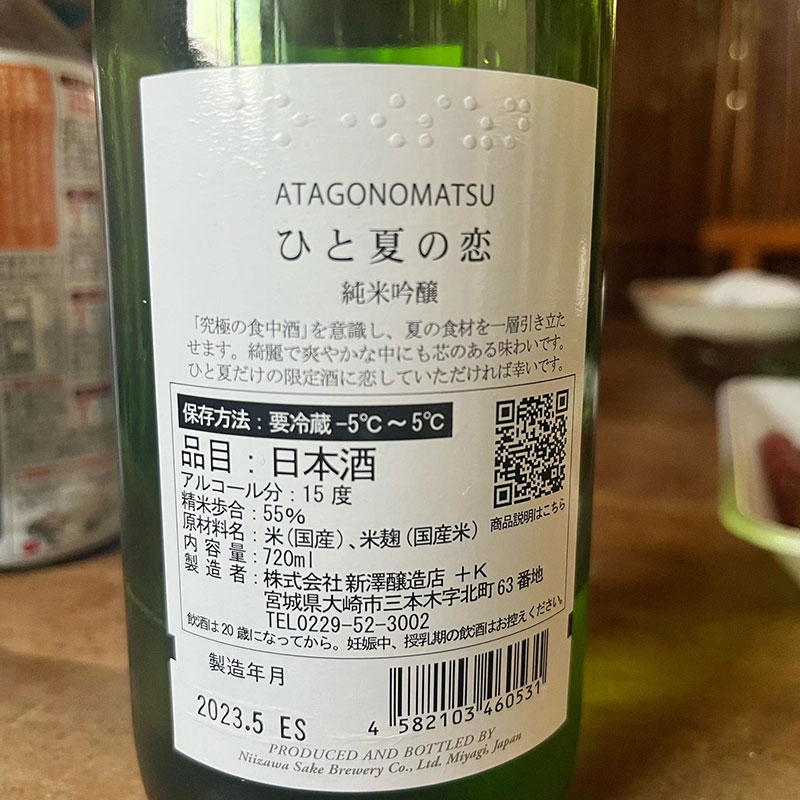 ATAGONOMATSU
ひと夏の恋
純米吟醸
「究極の食中酒」を意識し、夏の食材を一層引き立た
せます。綺麗で爽やかな中にも芯のある味わいです。
ひと夏だけの限定酒に恋していただければ幸いです。
保存方法：要冷蔵 -5℃～5℃
品目：日本酒
アルコール分：15度
精米歩合：55%
原材料名：米（国産）、米麹（国産米）
内容量：720ml
製造者：株式会社 新澤醸造店 +K
宮城県大崎市三本木字北町63番地
TEL0229-52-3002
商品説明はこちら
飲酒は20歳になってから。妊娠中、授乳期の飲酒はお控えください。
製造年月
2023.5 ES
4 582103 460531
PRODUCED AND BOTTLED BY
Niizawa Sake Brewery Co., Ltd. Miyagi, Japan